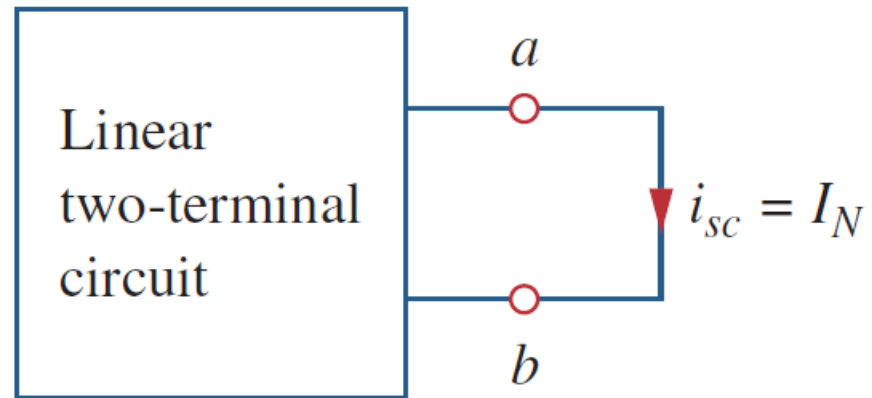 a
Linear
two-terminal
circuit
i_sc = I_N
b